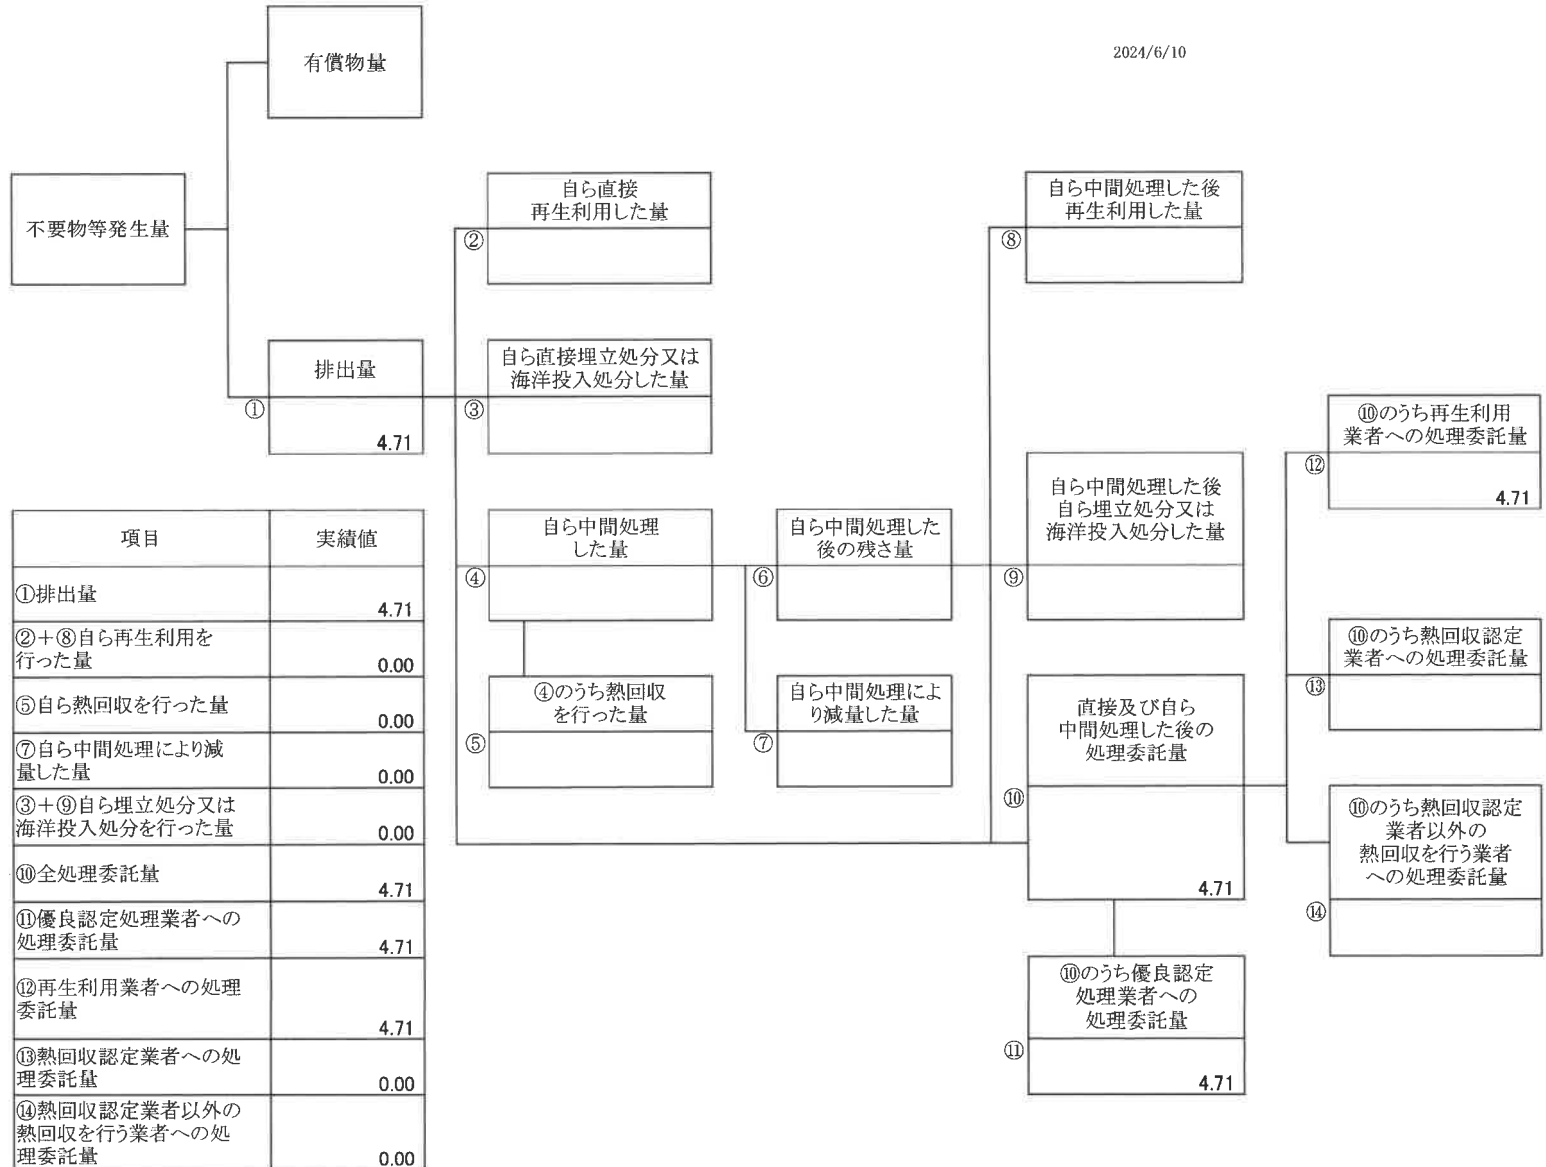 2024/6/10
有償物量
不要物等発生量
排出量
①
4.71
自ら直接
再生利用した量
②
自ら直接埋立処分又は
海洋投入処分した量
③
自ら中間処理
した量
④
④のうち熱回収
を行った量
⑤
自ら中間処理した
後の残さ量
⑥
自ら中間処理によ
り減量した量
⑦
自ら中間処理した後
再生利用した量
⑧
自ら中間処理した後
自ら埋立処分又は
海洋投入処分した量
⑨
直接及び自ら
中間処理した後の
処理委託量
⑩
4.71
⑩のうち優良認定
処理業者への
処理委託量
⑪
4.71
⑩のうち再生利用
業者への処理委託量
⑫
4.71
⑩のうち熱回収認定
業者への処理委託量
⑬
⑩のうち熱回収認定
業者以外の
熱回収を行う業者
への処理委託量
⑭
項目 実績値
①排出量
4.71
②+⑧自ら再生利用を
行った量 0.00
⑤自ら熱回収を行った量
0.00
⑦自ら中間処理により減
量した量 0.00
③+⑨自ら埋立処分又は
海洋投入処分を行った量 0.00
⑩全処理委託量
4.71
⑪優良認定処理業者への
処理委託量 4.71
⑫再生利用業者への処理
委託量
4.71
⑬熱回収認定業者への処
理委託量 0.00
⑭熱回収認定業者以外の
熱回収を行う業者への処
理委託量 0.00